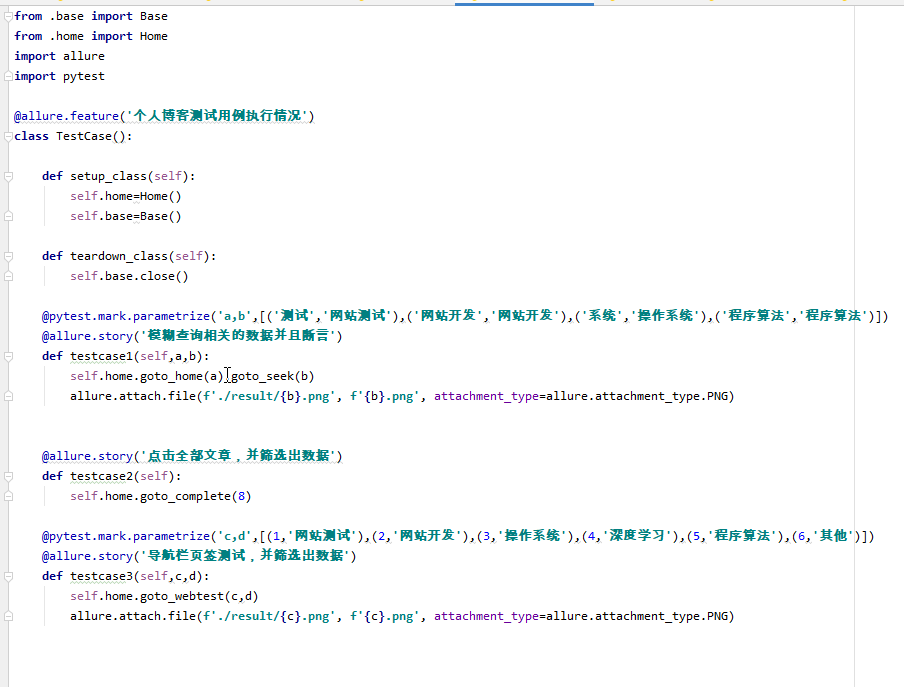 from .base import Base
from .home import Home
import allure
import pytest
@allure.feature('个人博客测试用例执行情况')
class TestCase():
def setup_class(self):
self.home=Home()
self.base=Base()
def teardown_class(self):
self.base.close()
@pytest.mark.parametrize('a,b',[('测试','网站测试'),('网站开发','网站开发'),('系统','操作系统'),('程序算法','程序算法')])
@allure.story('模糊查询相关的数据并且断言')
def testcase1(self,a,b):
self.home.goto_home(a).goto_seek(b)
allure.attach.file(f'./result/{b}.png', f'{b}.png', attachment_type=allure.attachment_type.PNG)
@allure.story('点击全部文章，并筛选出数据')
def testcase2(self):
self.home.goto_complete(8)
@pytest.mark.parametrize('c,d',[(1,'网站测试'),(2,'网站开发'),(3,'操作系统'),(4,'深度学习'),(5,'程序算法'),(6,'其他')])
@allure.story('导航栏页签测试，并筛选出数据')
def testcase3(self,c,d):
self.home.goto_webtest(c,d)
allure.attach.file(f'./result/{c}.png', f'{c}.png', attachment_type=allure.attachment_type.PNG)